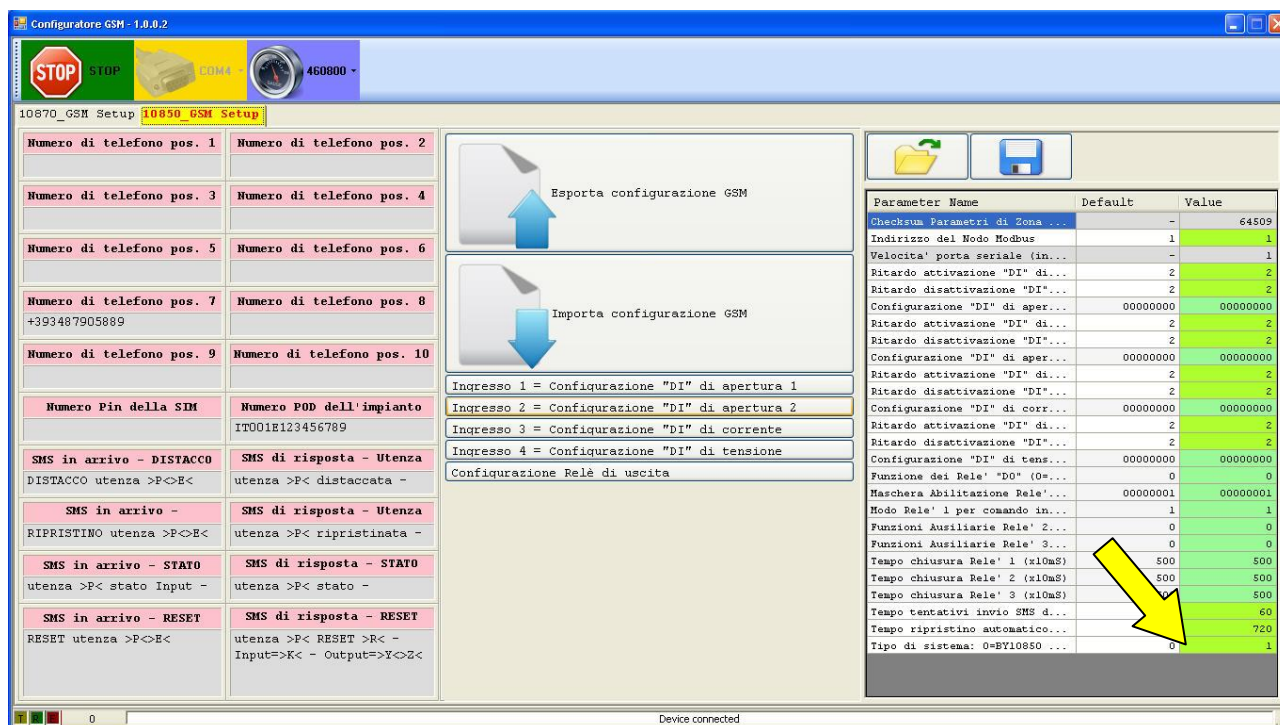 Configuratore GSM - 1.0.0.2
STOP STOP COM4 460800
10870_GSM Setup 10850_GSM Setup
Numero di telefono pos. 1 Numero di telefono pos. 2
Numero di telefono pos. 3 Numero di telefono pos. 4
Numero di telefono pos. 5 Numero di telefono pos. 6
Numero di telefono pos. 7 Numero di telefono pos. 8
+393487905889
Numero di telefono pos. 9 Numero di telefono pos. 10
Numero Pin della SIM Numero POD dell'impianto
IT001E123456789
SMS in arrivo - DISTACCO SMS di risposta - Utenza
DISTACCO utenza >P<>E< utenza >P< distaccata -
SMS in arrivo - SMS di risposta - Utenza
RIPRISTINO utenza >P<>E< utenza >P< ripristinata -
SMS in arrivo - STATO SMS di risposta - STATO
utenza >P< stato Input - utenza >P< stato -
SMS in arrivo - RESET SMS di risposta - RESET
RESET utenza >P<>E< utenza >P< RESET >R< -
Input=>K<- Output=>Y<>Z<
Esporta configurazione GSM
Importa configurazione GSM
Ingresso 1 = Configurazione "DI" di apertura 1
Ingresso 2 = Configurazione "DI" di apertura 2
Ingresso 3 = Configurazione "DI" di corrente
Ingresso 4 = Configurazione "DI" di tensione
Configurazione Relè di uscita
Parameter Name Default Value
Checksum Parametri di Zona ... - 64509
Indirizzo del Nodo Modbus 1 1
Velocita' porta seriale (in... - 1
Ritardo attivazione "DI" di... 2 2
Ritardo disattivazione "DI"... 2 2
Configurazione "DI" di aper... 00000000 00000000
Ritardo attivazione "DI" di... 2 2
Ritardo disattivazione "DI"... 2 2
Configurazione "DI" di aper... 00000000 00000000
Ritardo attivazione "DI" di... 2 2
Ritardo disattivazione "DI" ... 2 2
Configurazione "DI" di corr... 00000000 00000000
Ritardo attivazione "DI" di... 2 2
Ritardo disattivazione "DI"... 2 2
Configurazione "DI" di tens... 00000000 00000000
Funzione dei Rele' "DO" (0=... 0 0
Maschera Abilitazione Rele'... 00000001 00000001
Modo Rele' 1 per comando in... 1 1
Funzioni Ausiliarie Rele' 2... 0 0
Funzioni Ausiliarie Rele' 3... 0 0
Tempo chiusura Rele' 1 (x10mS) 500 500
Tempo chiusura Rele' 2 (x10mS) 500 500
Tempo chiusura Rele' 3 (x10mS) 500
Tempo tentativi invio SMS d... 60
Tempo ripristino automatico... 720
Tipo di sistema: 0=BY10850 ... 0 1
T R E 0 Device connected